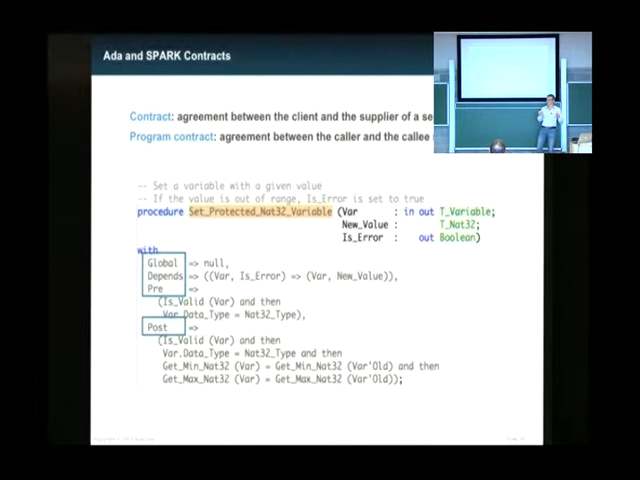 Ada and SPARK Contracts
Contract: agreement between the client and the supplier of a
Program contract: agreement between the caller and the callee
-- Set a variable with a given value
-- If the value is out of range, Is_Error is set to true
procedure Set_Protected_Nat32_Variable (Var : in out T_Variable;
New_Value : T_Nat32;
Is_Error : out Boolean)
with
Global => null,
Depends => ((Var, Is_Error) => (Var, New_Value)),
Pre =>
(Is_Valid (Var) and then
Var.Data_Type = Nat32_Type),
Post =>
(Is_Valid (Var) and then
Var.Data_Type = Nat32_Type and then
Get_Min_Nat32 (Var) = Get_Min_Nat32 (Var'Old) and then
Get_Max_Nat32 (Var) = Get_Max_Nat32 (Var'Old));